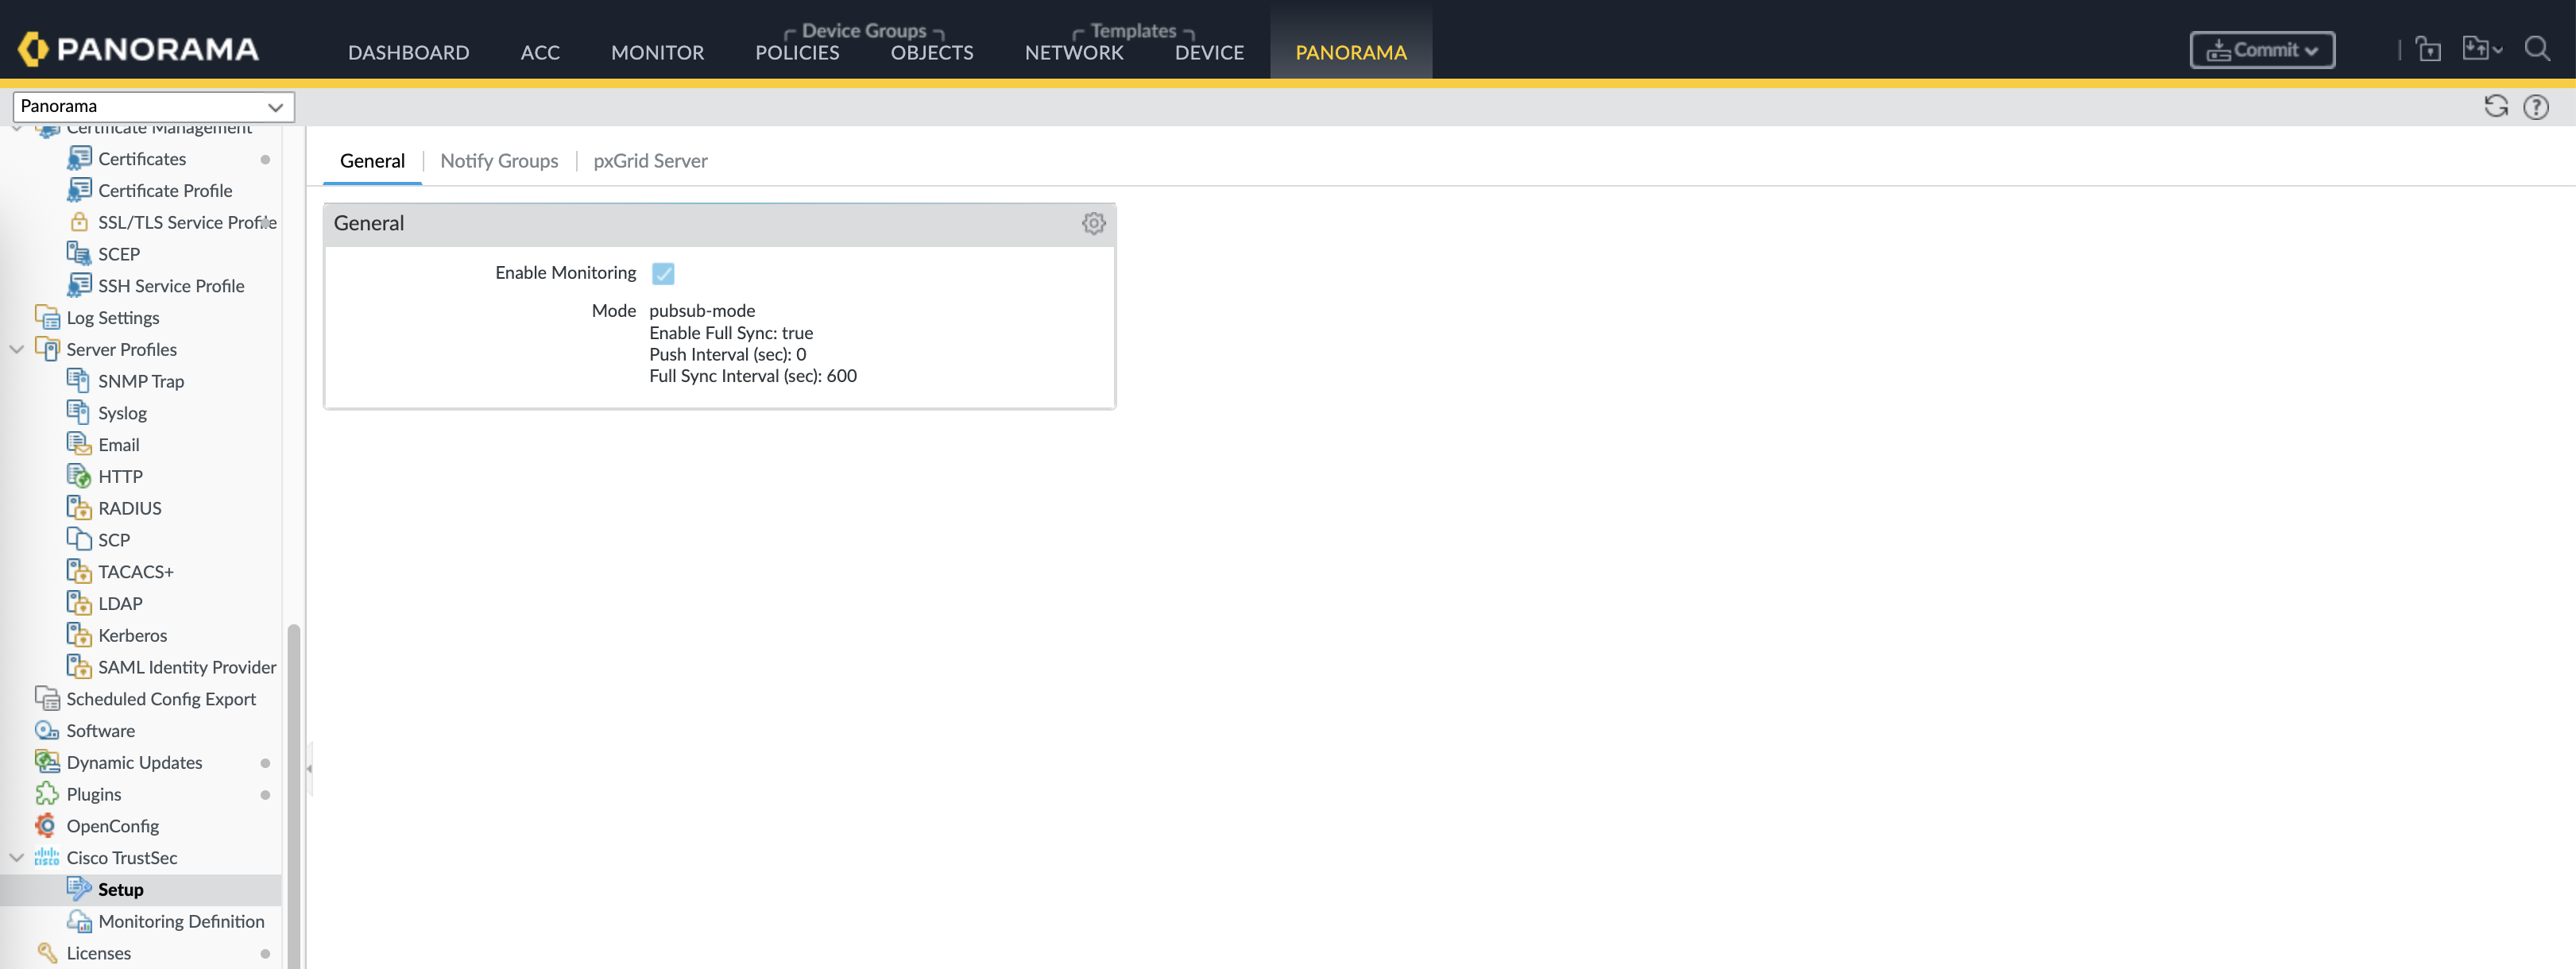 PANORAMA
DASHBOARD
ACC
MONITOR
Device Groups
POLICIES
OBJECTS
Templates
NETWORK
DEVICE
PANORAMA
Commit
Panorama
Certificate Management
Certificates
Certificate Profile
SSL/TLS Service Profile
SCEP
SSH Service Profile
Log Settings
Server Profiles
SNMP Trap
Syslog
Email
HTTP
RADIUS
SCP
TACACS+
LDAP
Kerberos
SAML Identity Provider
Scheduled Config Export
Software
Dynamic Updates
Plugins
OpenConfig
CISCO Cisco TrustSec
Setup
Monitoring Definition
Licenses
General
Notify Groups
pxGrid Server
General
Enable Monitoring
Mode pubsub-mode
Enable Full Sync: true
Push Interval (sec): 0
Full Sync Interval (sec): 600